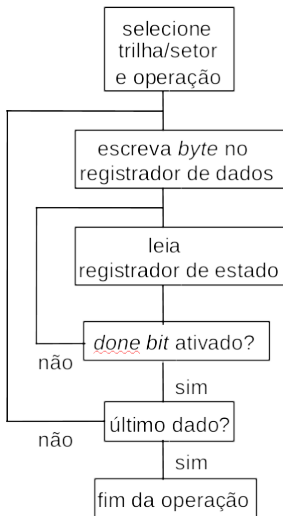 selecione
trilha/setor
e operação
escreva byte no
registrador de dados
leia
registrador de estado
done bit ativado?
não
sim
último dado?
não
sim
fim da operação